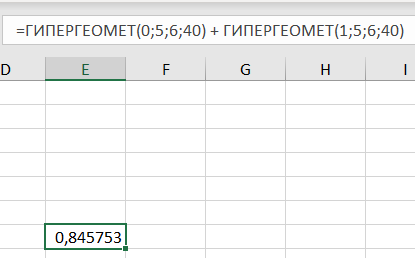 =ГИПЕРГЕОМЕТ(0;5;6;40) + ГИПЕРГЕОМЕТ(1;5;6;40)
D E F G H I
0,845753